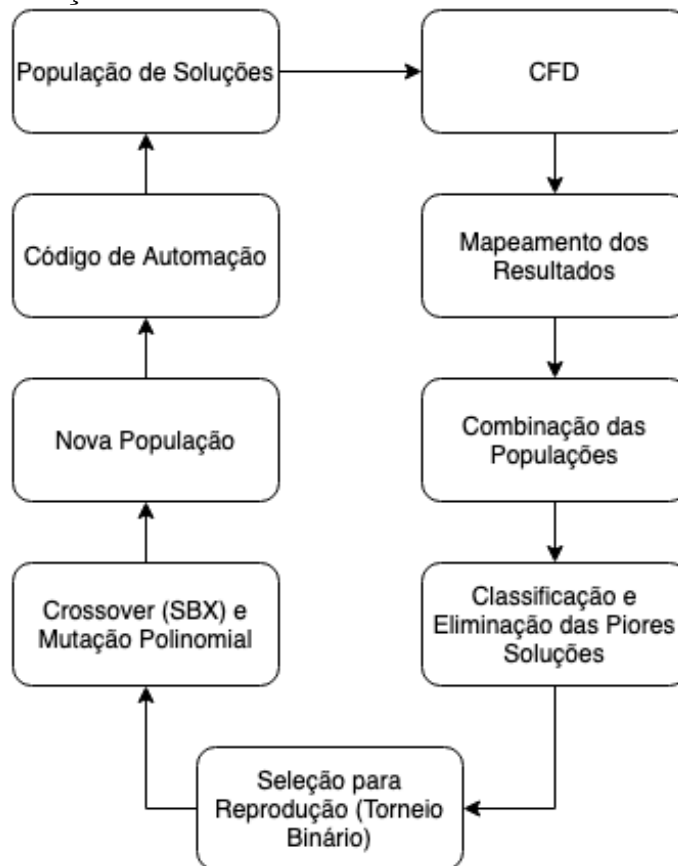 População de Soluções
CFD
Mapeamento dos
Resultados
Combinação das
Populações
Classificação e
Eliminação das Piores
Soluções
Seleção para
Reprodução (Torneio
Binário)
Crossover (SBX) e
Mutação Polinomial
Nova População
Código de Automação